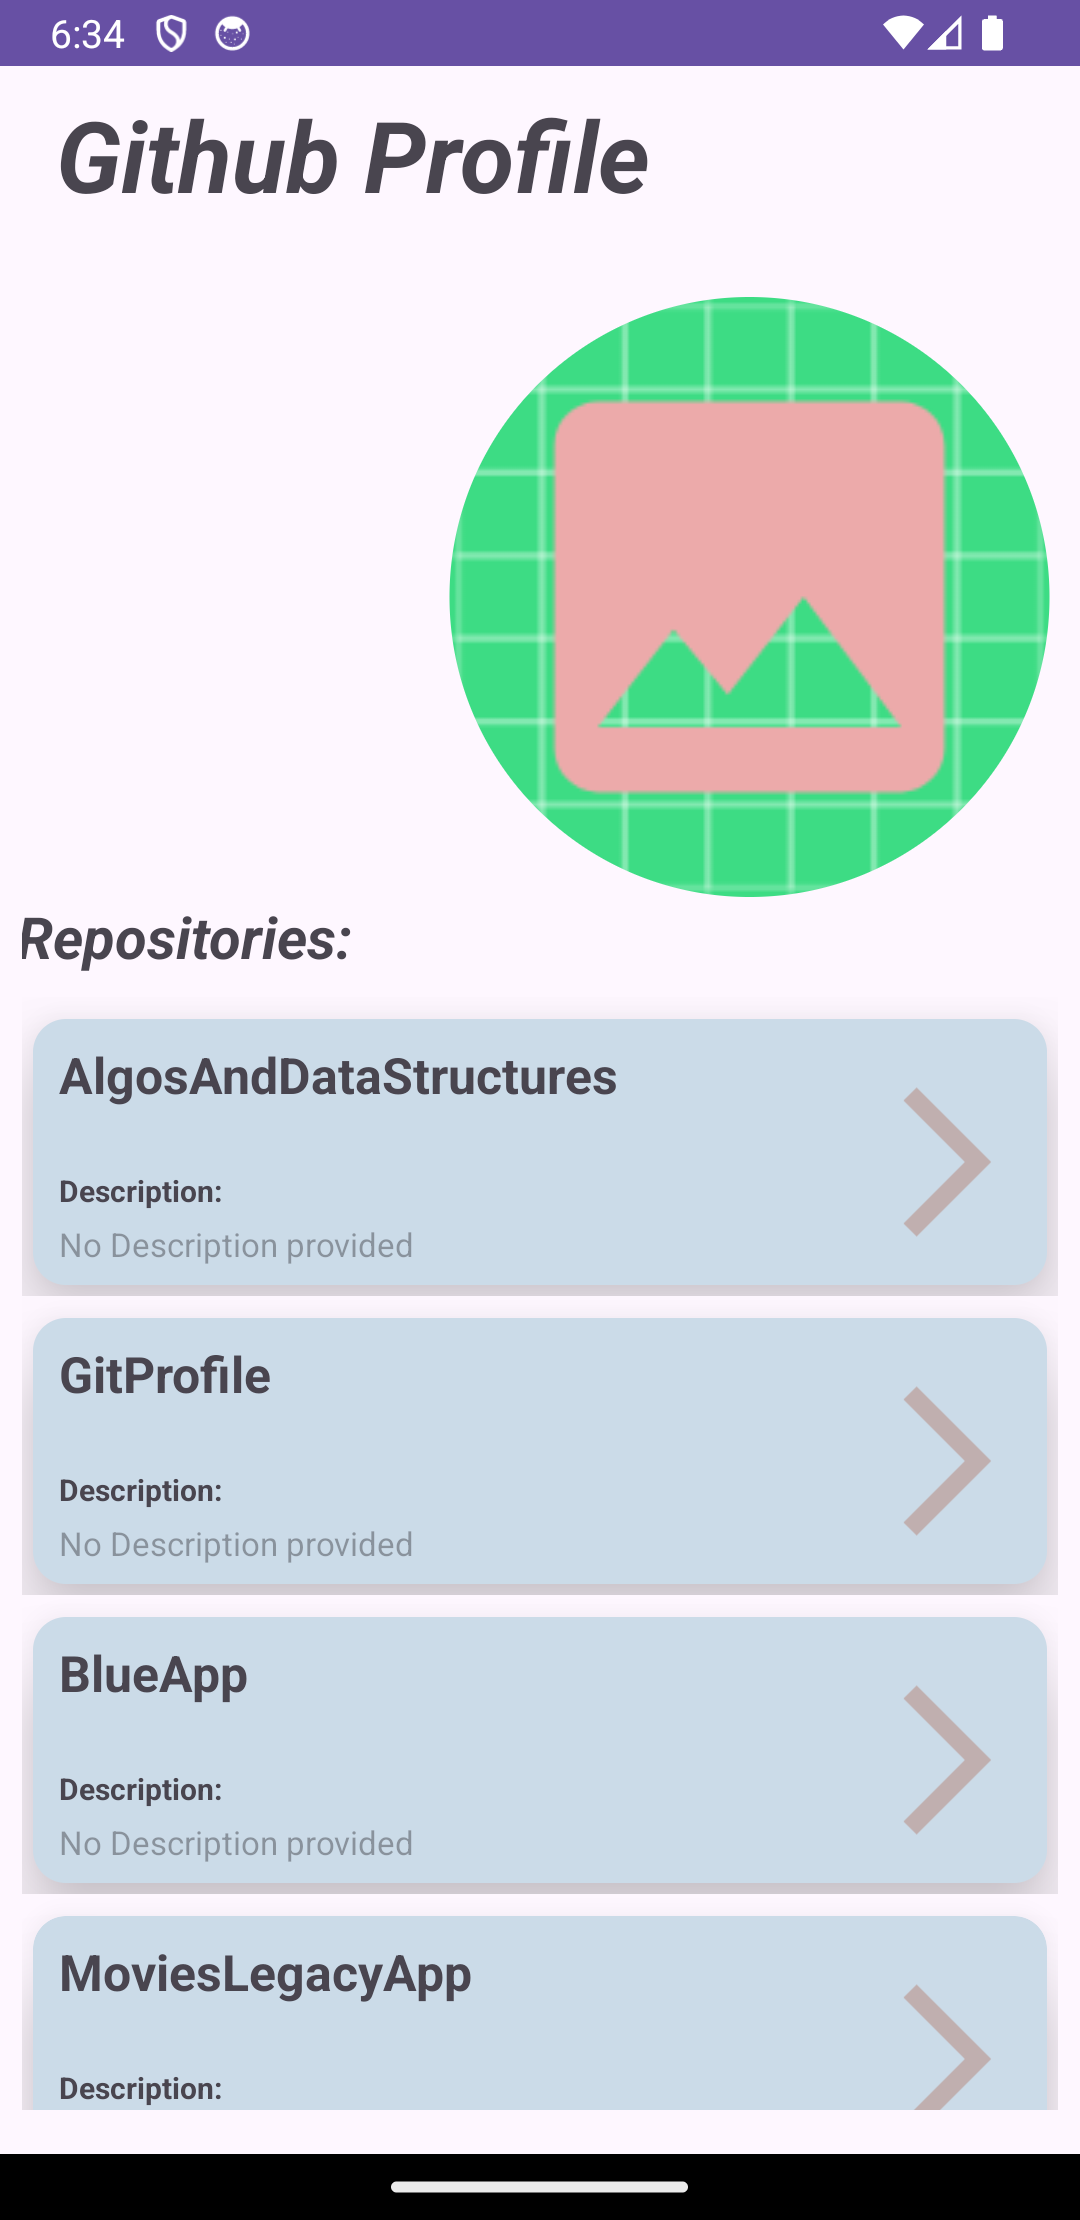 6:34
Github Profile
Repositories:
AlgosAndDataStructures
Description:
No Description provided
GitProfile
Description:
No Description provided
BlueApp
Description:
No Description provided
MoviesLegacyApp
Description: